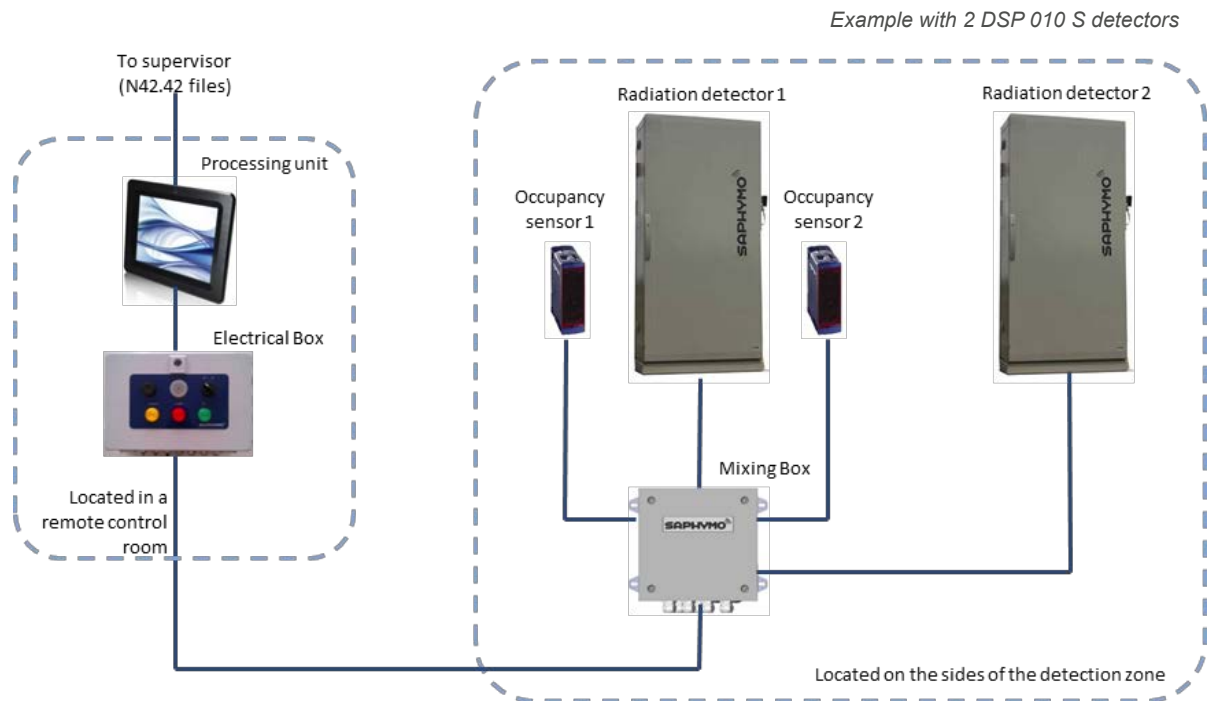 Example with 2 DSP 010 S detectors
To supervisor
(N42.42 files)
Processing unit
Electrical Box
Located in a
remote control
room
Radiation detector 1
Radiation detector 2
Occupancy
sensor 1
Occupancy
sensor 2
SAPHYMO
SAPHYMO
Mixing Box
SAPHYMO
Located on the sides of the detection zone